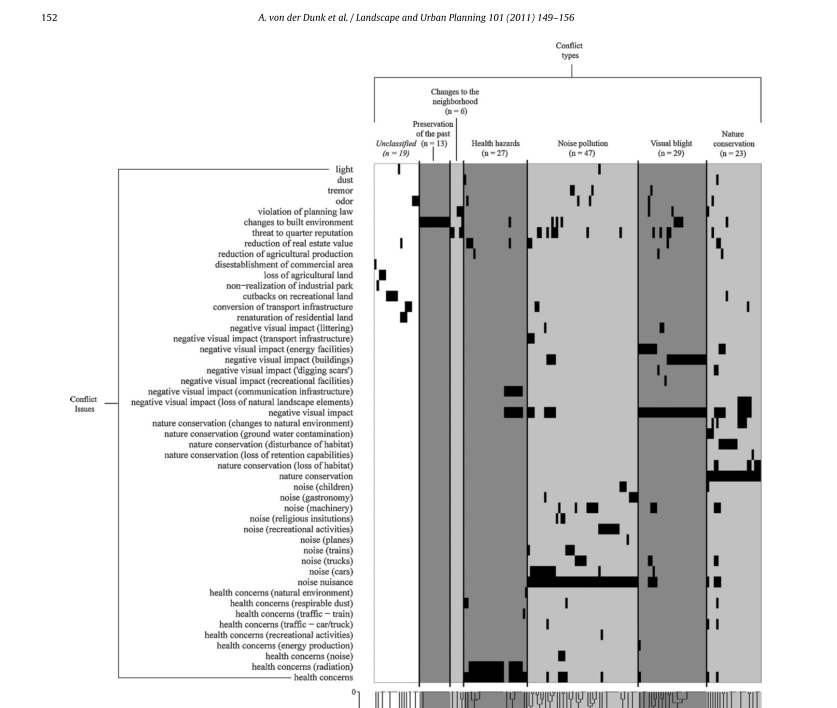 152
A. von der Dunk et al. / Landscape and Urban Planning 101 (2011) 149–156
Conflict
types
Changes to the
neighborhood
(n = 6)
Preservation
of the past
(n = 13)
Unclassified
(n = 19)
Health hazards
(n = 27)
Noise pollution
(n = 47)
Visual blight
(n = 29)
Nature
conservation
(n = 23)
light
dust
tremor
odor
violation of planning law
changes to built environment
threat to quarter reputation
reduction of real estate value
reduction of agricultural production
disestablishment of commercial area
loss of agricultural land
non−realization of industrial park
cutbacks on recreational land
conversion of transport infrastructure
renaturation of residential land
negative visual impact (littering)
negative visual impact (transport infrastructure)
negative visual impact (energy facilities)
negative visual impact (buildings)
negative visual impact ('digging scars')
negative visual impact (recreational facilities)
negative visual impact (communication infrastructure)
negative visual impact (loss of natural landscape elements)
negative visual impact
nature conservation (changes to natural environment)
nature conservation (ground water contamination)
nature conservation (disturbance of habitat)
nature conservation (loss of retention capabilities)
nature conservation (loss of habitat)
nature conservation
noise (children)
noise (gastronomy)
noise (machinery)
noise (religious insitutions)
noise (recreational activities)
noise (planes)
noise (trains)
noise (trucks)
noise (cars)
noise nuisance
health concerns (natural environment)
health concerns (respirable dust)
health concerns (traffic − train)
health concerns (traffic − car/truck)
health concerns (recreational activities)
health concerns (energy production)
health concerns (noise)
health concerns (radiation)
health concerns
Conflict
Issues
0